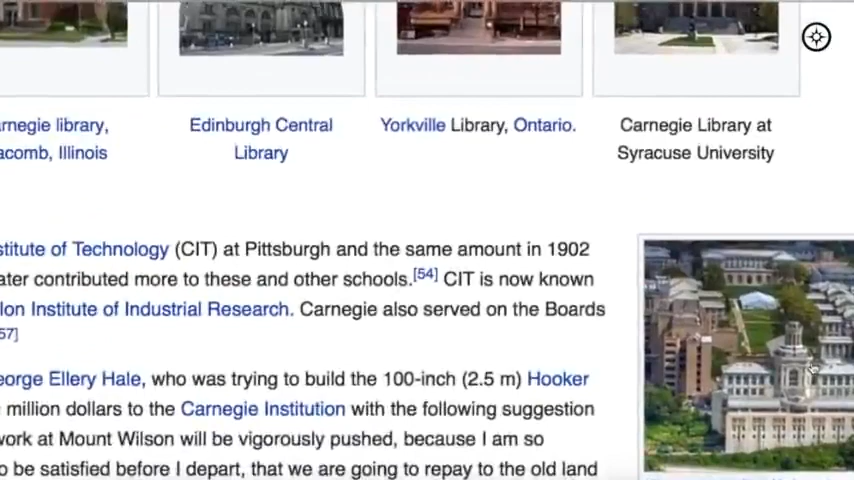 rnegie library,
acomb, Illinois
Edinburgh Central
Library
Yorkville Library, Ontario.
Carnegie Library at
Syracuse University
stitute of Technology (CIT) at Pittsburgh and the same amount in 1902
ater contributed more to these and other schools.[54] CIT is now known
lon Institute of Industrial Research. Carnegie also served on the Boards
57]
eorge Ellery Hale, who was trying to build the 100-inch (2.5 m) Hooker
million dollars to the Carnegie Institution with the following suggestion
work at Mount Wilson will be vigorously pushed, because I am so
o be satisfied before I depart, that we are going to repay to the old land